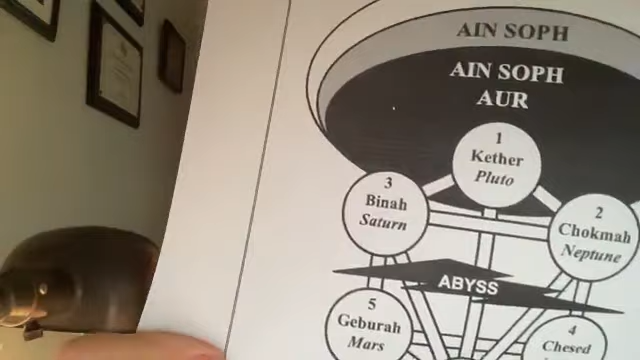 AIN SOPH
AIN SOPH
AUR
1
Kether
Pluto
3
Binah
Saturn
2
Chokmah
Neptune
ABYSS
5
Geburah
Mars
4
Chesed